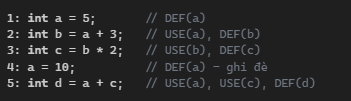 1: int a = 5;       // DEF(a)
2: int b = a + 3;   // USE(a), DEF(b)
3: int c = b * 2;   // USE(b), DEF(c)
4: a = 10;          // DEF(a) - ghi đè
5: int d = a + c;   // USE(a), USE(c), DEF(d)